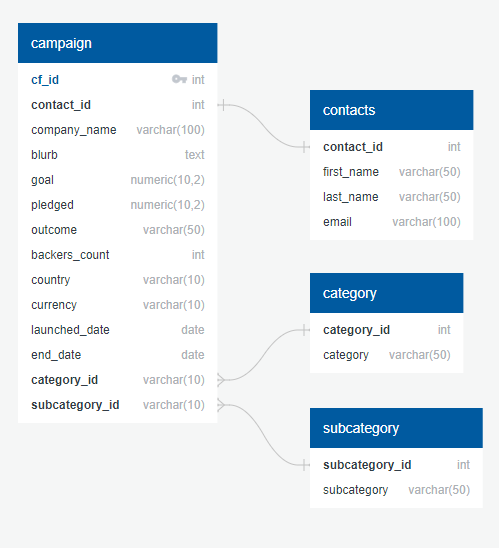 campaign
cf_id int
contact_id int
company_name varchar(100)
blurb text
goal numeric(10,2)
pledged numeric(10,2)
outcome varchar(50)
backers_count int
country varchar(10)
currency varchar(10)
launched_date date
end_date date
category_id varchar(10)
subcategory_id varchar(10)
contacts
contact_id int
first_name varchar(50)
last_name varchar(50)
email varchar(100)
category
category_id int
category varchar(50)
subcategory
subcategory_id int
subcategory varchar(50)